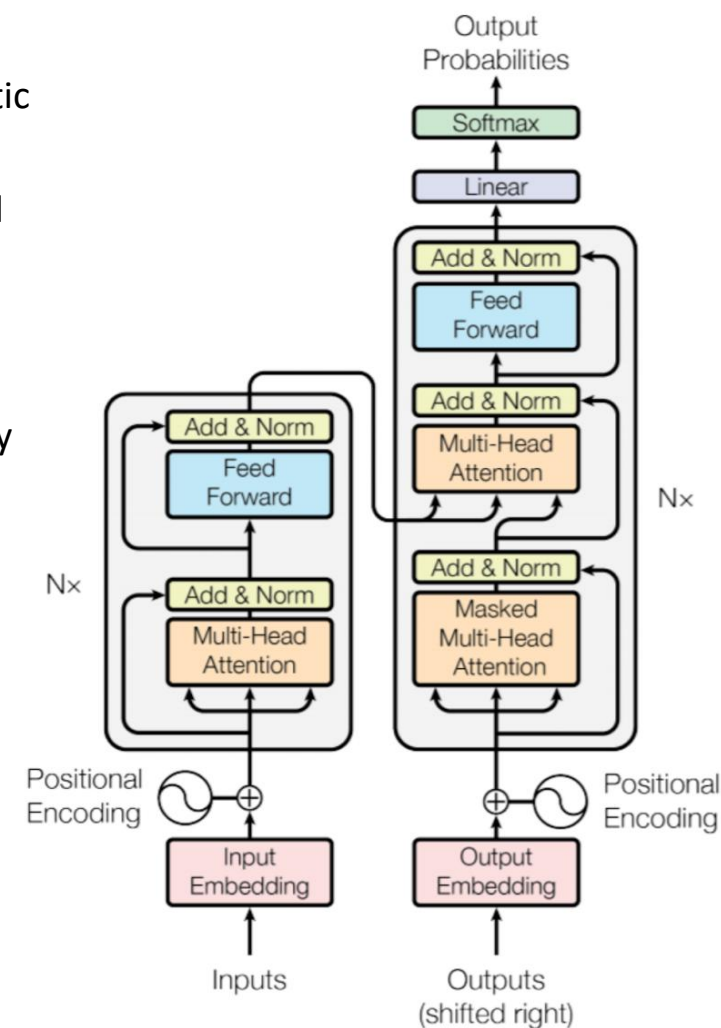 Output
Probabilities
Softmax
Linear
Add & Norm
Feed
Forward
Add & Norm
Multi-Head
Attention
Nx
Add & Norm
Masked
Multi-Head
Attention
Add & Norm
Feed
Forward
Nx
Add & Norm
Multi-Head
Attention
Positional
Encoding
Positional
Encoding
Input
Embedding
Output
Embedding
Inputs
Outputs
(shifted right)